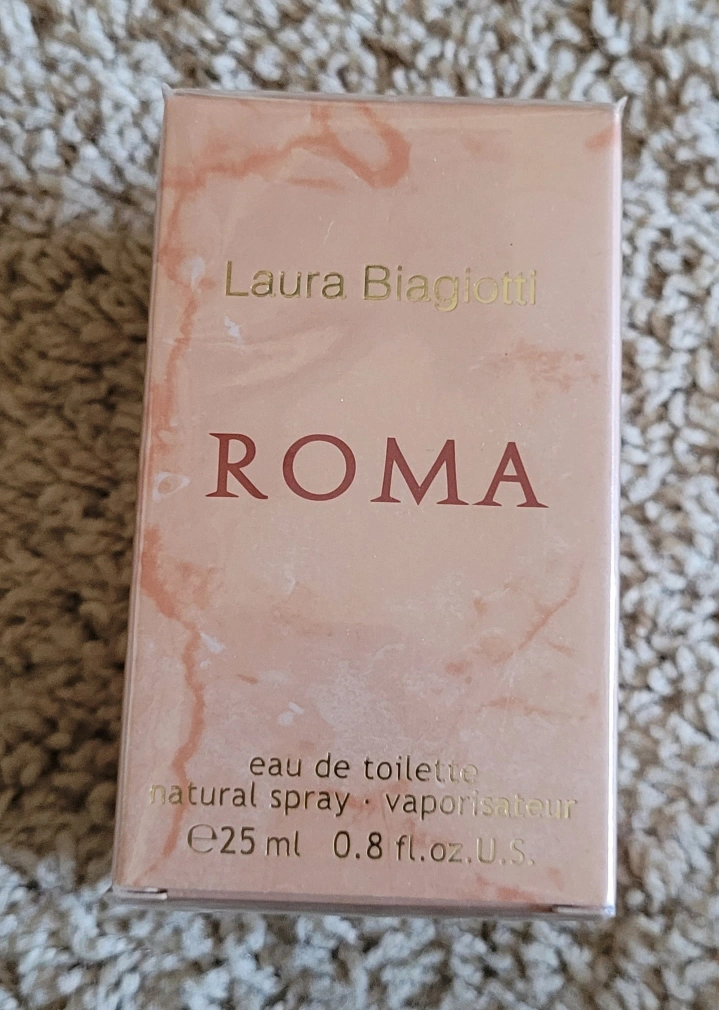 Laura Biagiotti
ROMA
eau de toilette
natural spray · vaporisateur
℮25 ml 0.8 fl.oz.U.S.